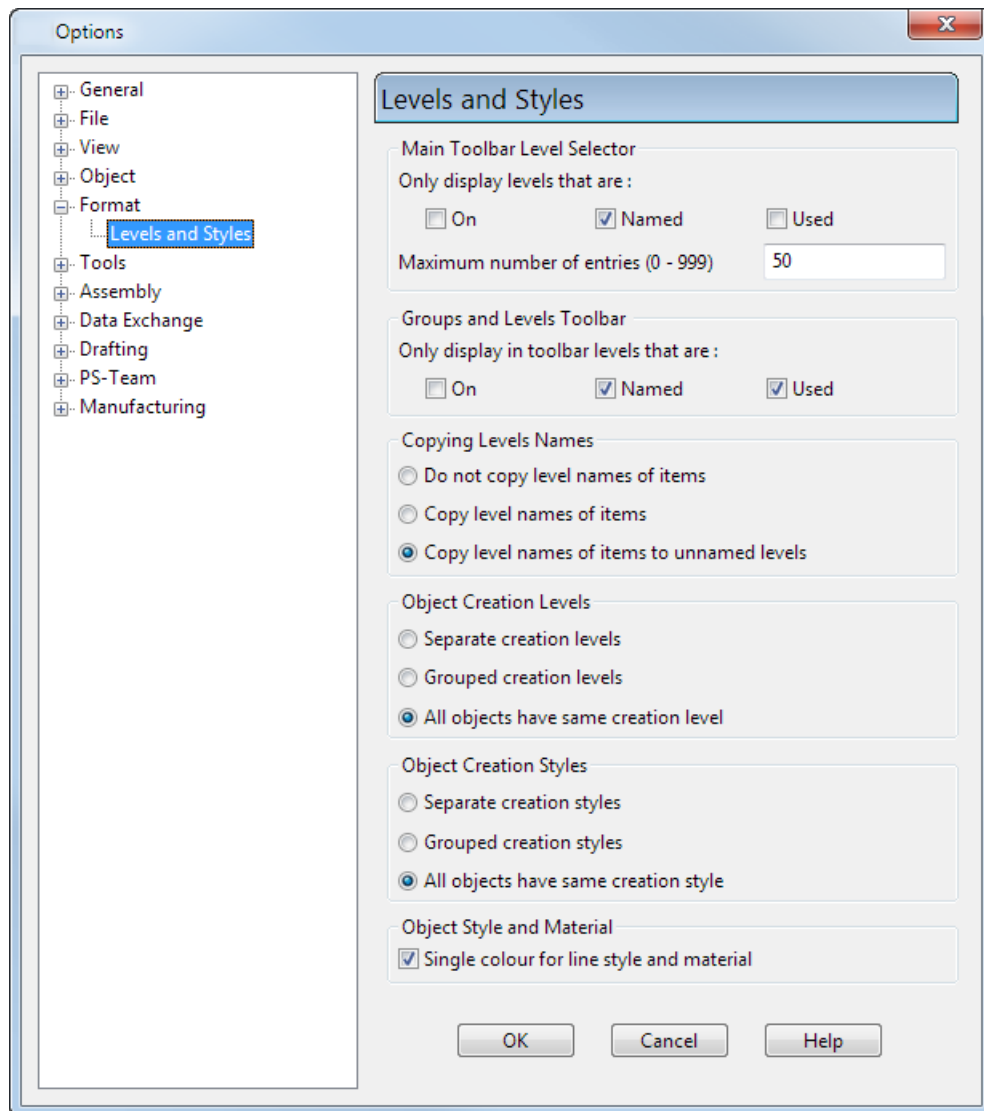 Options
General
File
View
Object
Format
Levels and Styles
Tools
Assembly
Data Exchange
Drafting
PS-Team
Manufacturing
Levels and Styles
Main Toolbar Level Selector
Only display levels that are :
On Named Used
Maximum number of entries (0 - 999) 50
Groups and Levels Toolbar
Only display in toolbar levels that are :
On Named Used
Copying Levels Names
Do not copy level names of items
Copy level names of items
Copy level names of items to unnamed levels
Object Creation Levels
Separate creation levels
Grouped creation levels
All objects have same creation level
Object Creation Styles
Separate creation styles
Grouped creation styles
All objects have same creation style
Object Style and Material
Single colour for line style and material
OK Cancel Help